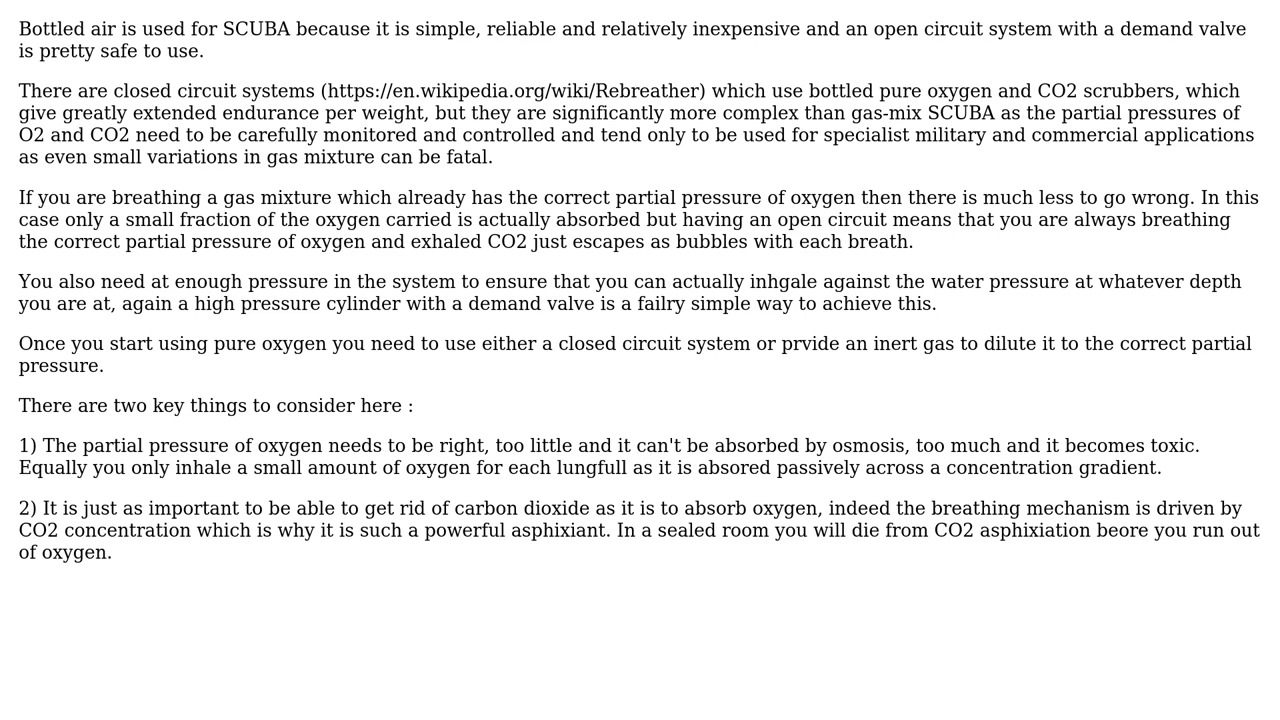 Bottled air is used for SCUBA because it is simple, reliable and relatively inexpensive and an open circuit system with a demand valve
is pretty safe to use.
There are closed circuit systems (https://en.wikipedia.org/wiki/Rebreather) which use bottled pure oxygen and CO2 scrubbers, which
give greatly extended endurance per weight, but they are significantly more complex than gas-mix SCUBA as the partial pressures of
O2 and CO2 need to be carefully monitored and controlled and tend only to be used for specialist military and commercial applications
as even small variations in gas mixture can be fatal.
If you are breathing a gas mixture which already has the correct partial pressure of oxygen then there is much less to go wrong. In this
case only a small fraction of the oxygen carried is actually absorbed but having an open circuit means that you are always breathing
the correct partial pressure of oxygen and exhaled CO2 just escapes as bubbles with each breath.
You also need at enough pressure in the system to ensure that you can actually inhgale against the water pressure at whatever depth
you are at, again a high pressure cylinder with a demand valve is a failry simple way to achieve this.
Once you start using pure oxygen you need to use either a closed circuit system or prvide an inert gas to dilute it to the correct partial
pressure.
There are two key things to consider here :
1) The partial pressure of oxygen needs to be right, too little and it can't be absorbed by osmosis, too much and it becomes toxic.
Equally you only inhale a small amount of oxygen for each lungfull as it is absored passively across a concentration gradient.
2) It is just as important to be able to get rid of carbon dioxide as it is to absorb oxygen, indeed the breathing mechanism is driven by
CO2 concentration which is why it is such a powerful asphixiant. In a sealed room you will die from CO2 asphixiation beore you run out
of oxygen.